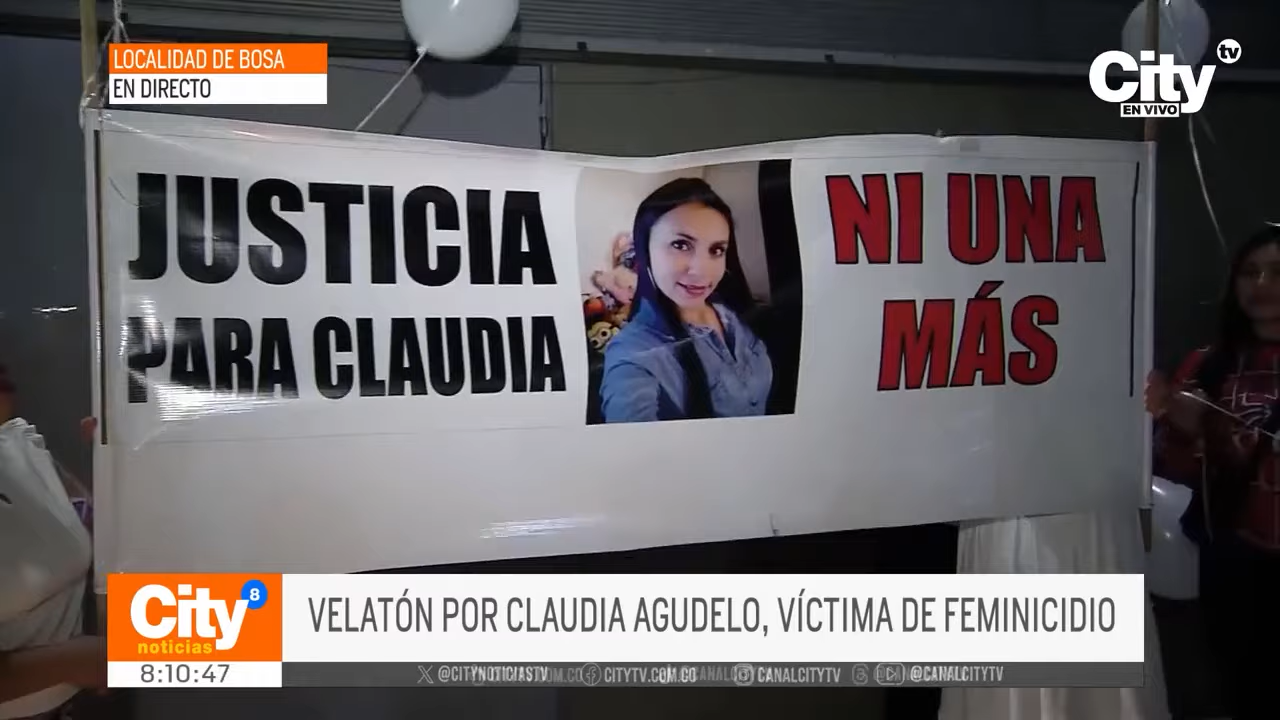 LOCALIDAD DE BOSA
EN DIRECTO
City tv
EN VIVO
JUSTICIA
PARA CLAUDIA
NI UNA
MÁS
City 8
noticias
8:10:47
VELATÓN POR CLAUDIA AGUDELO, VÍCTIMA DE FEMINICIDIO
@CITYNOTICIASTV CITYTV.COM.CO CANALCITYTV @CANALCITYTV